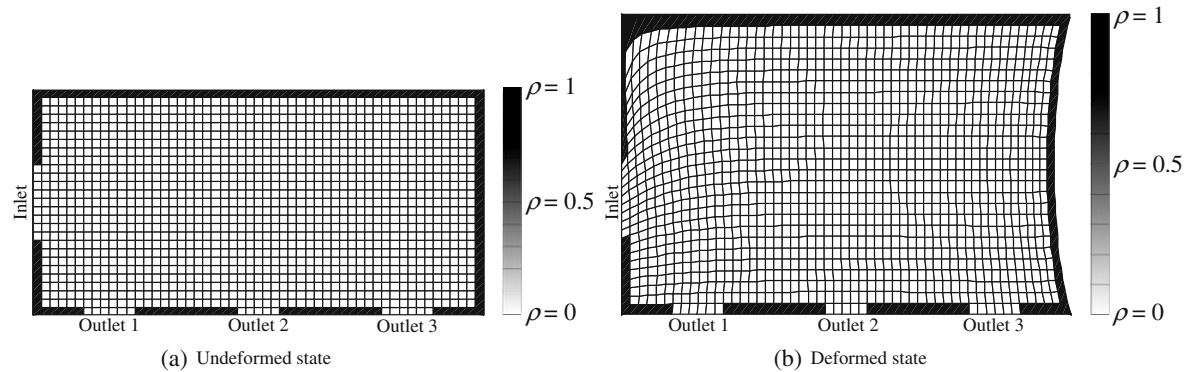 Inlet
ρ = 1
ρ = 0.5
ρ = 0
Outlet 1 Outlet 2 Outlet 3
(a) Undeformed state
Inlet
ρ = 1
ρ = 0.5
ρ = 0
Outlet 1 Outlet 2 Outlet 3
(b) Deformed state